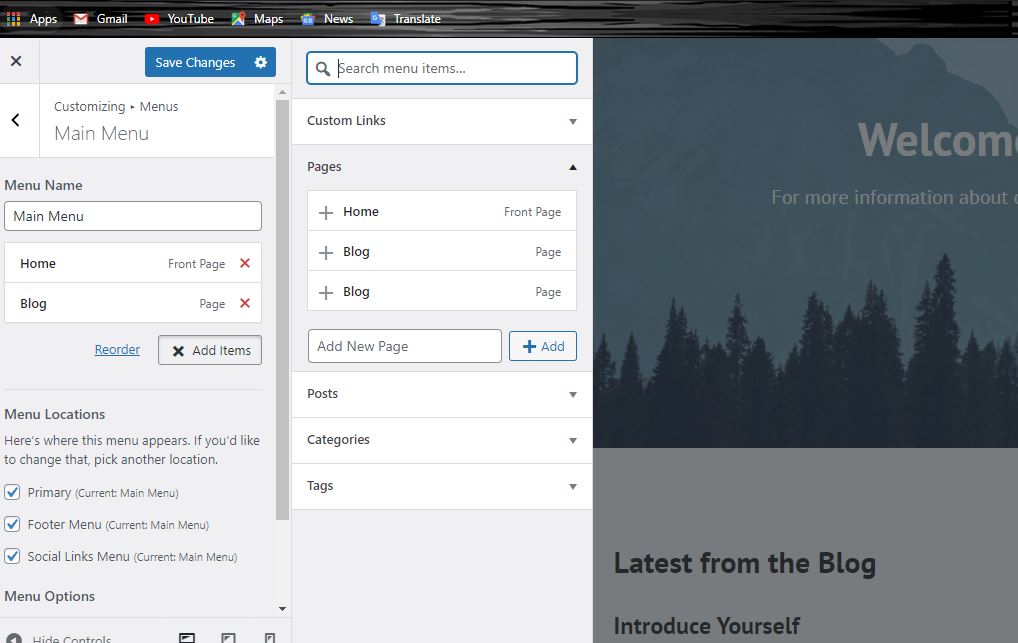 Apps Gmail YouTube Maps News Translate
Save Changes
Customizing ▸ Menus
Main Menu
Menu Name
Main Menu
Home Front Page
Blog Page
Reorder Add Items
Menu Locations
Here's where this menu appears. If you'd like
to change that, pick another location.
Primary (Current: Main Menu)
Footer Menu (Current: Main Menu)
Social Links Menu (Current: Main Menu)
Menu Options
Hide Controls
Search menu items...
Custom Links
Pages
Home Front Page
Blog Page
Blog Page
Add New Page + Add
Posts
Categories
Tags
Welcome
For more information about
Latest from the Blog
Introduce Yourself